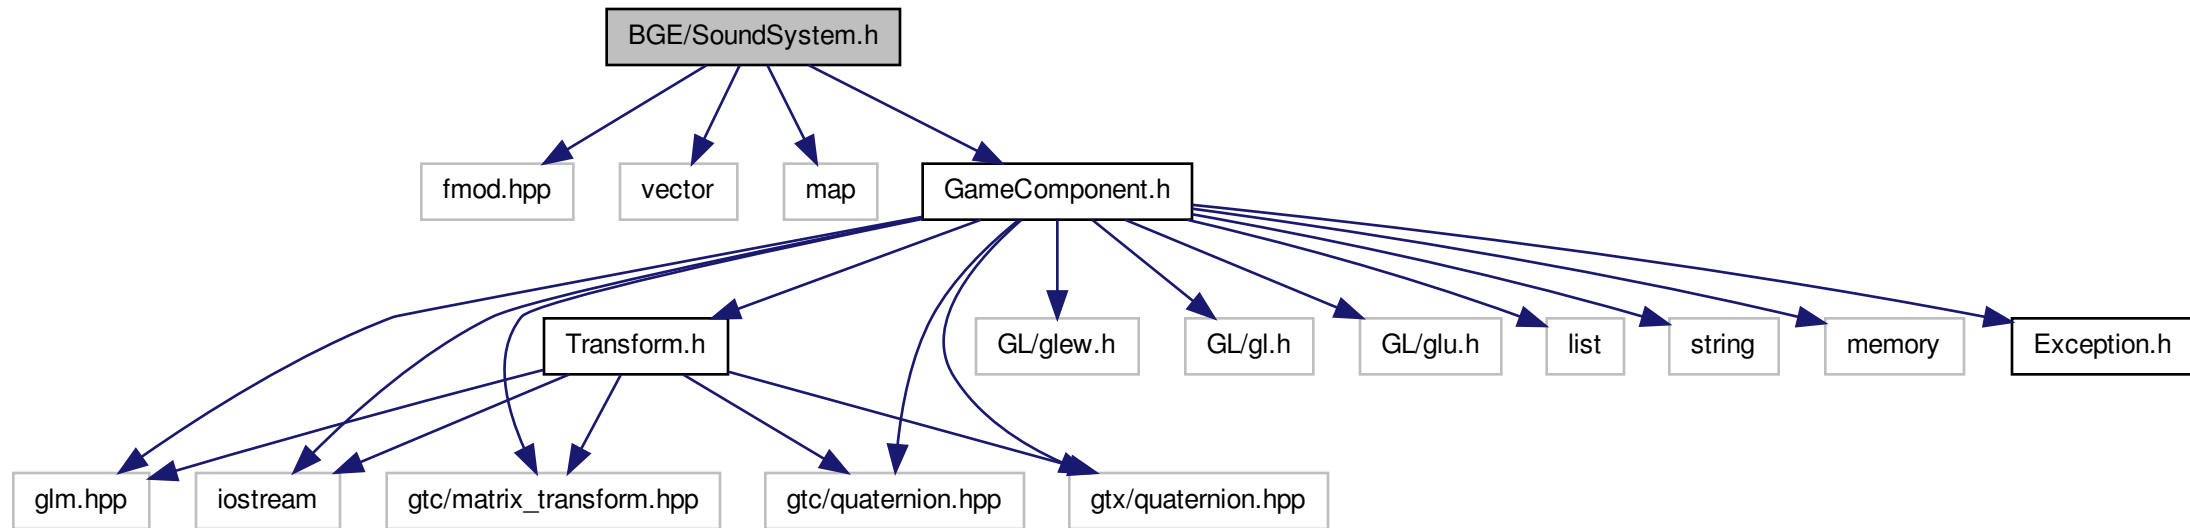 BGE/SoundSystem.h
fmod.hpp
vector
map
GameComponent.h
Transform.h
GL/glew.h
GL/gl.h
GL/glu.h
list
string
memory
Exception.h
glm.hpp
iostream
gtc/matrix_transform.hpp
gtc/quaternion.hpp
gtx/quaternion.hpp